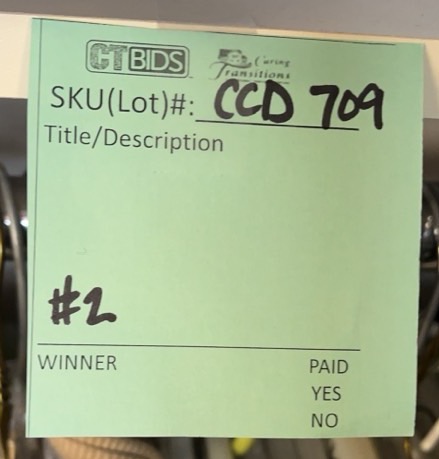 CTBIDS Caring Transitions
SKU(Lot)#: CCD 709
Title/Description
#2
WINNER PAID
YES
NO